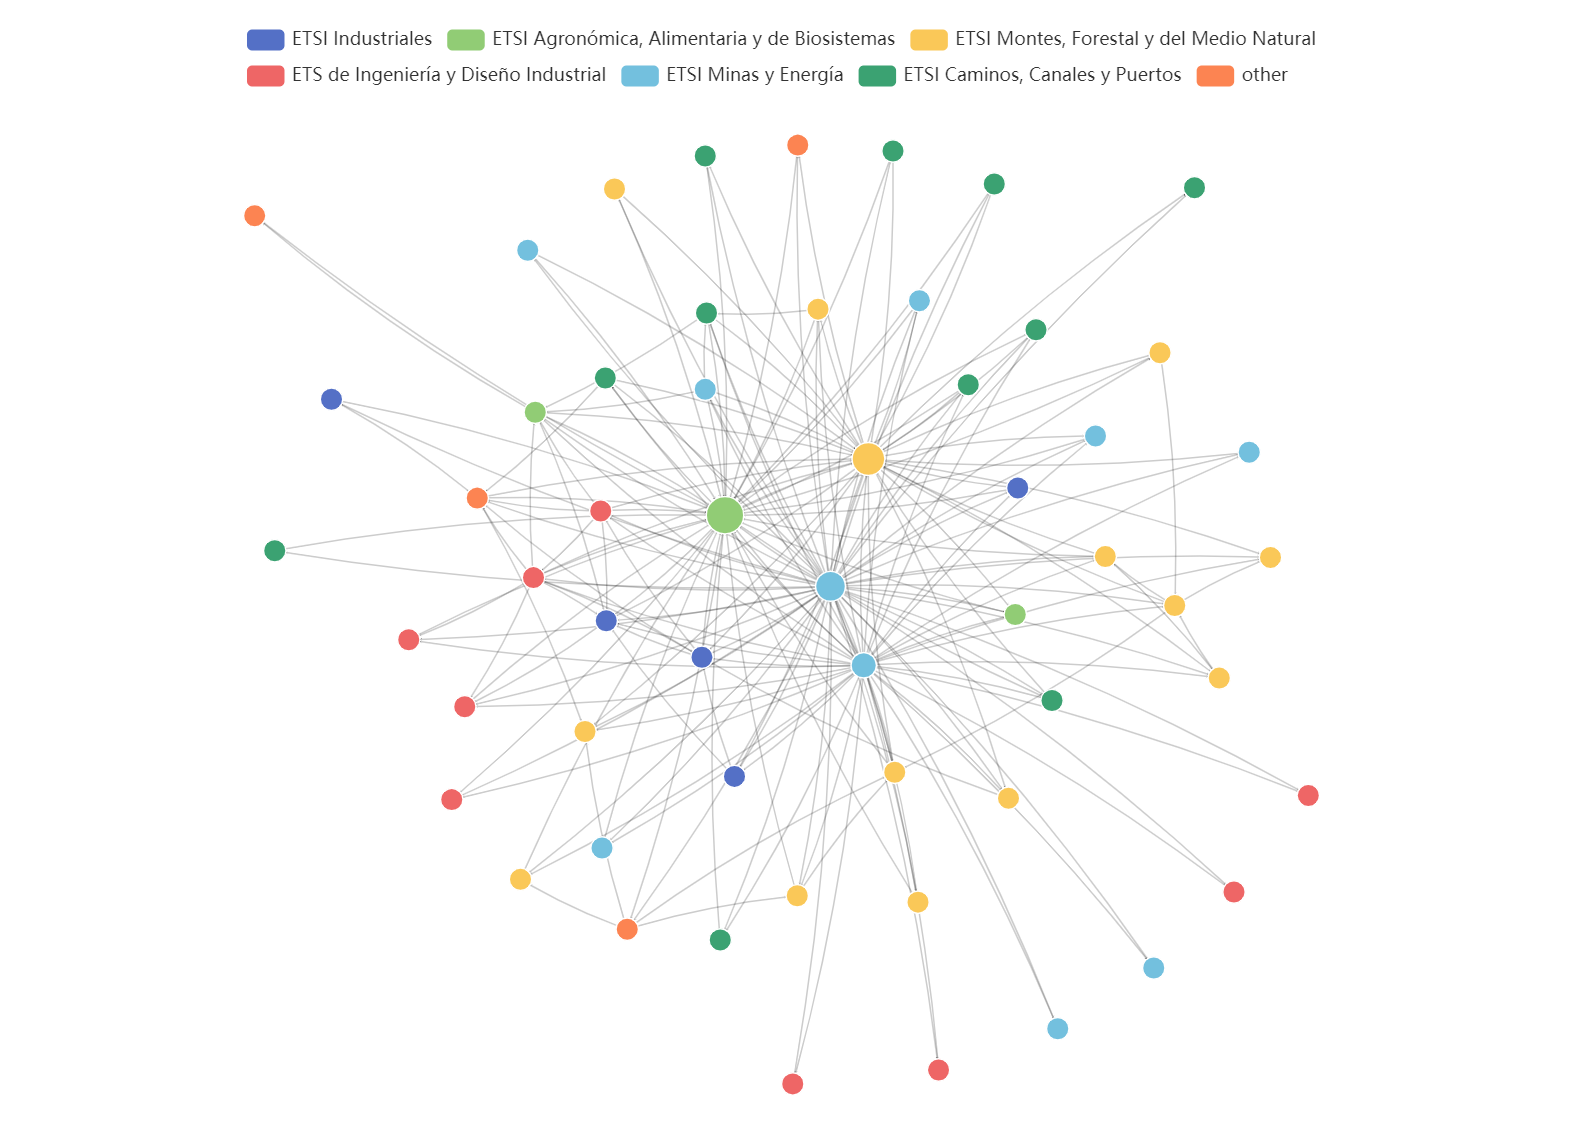 ETSI Industriales ETSI Agronómica, Alimentaria y de Biosistemas ETSI Montes, Forestal y del Medio Natural
ETS de Ingeniería y Diseño Industrial ETSI Minas y Energía ETSI Caminos, Canales y Puertos other